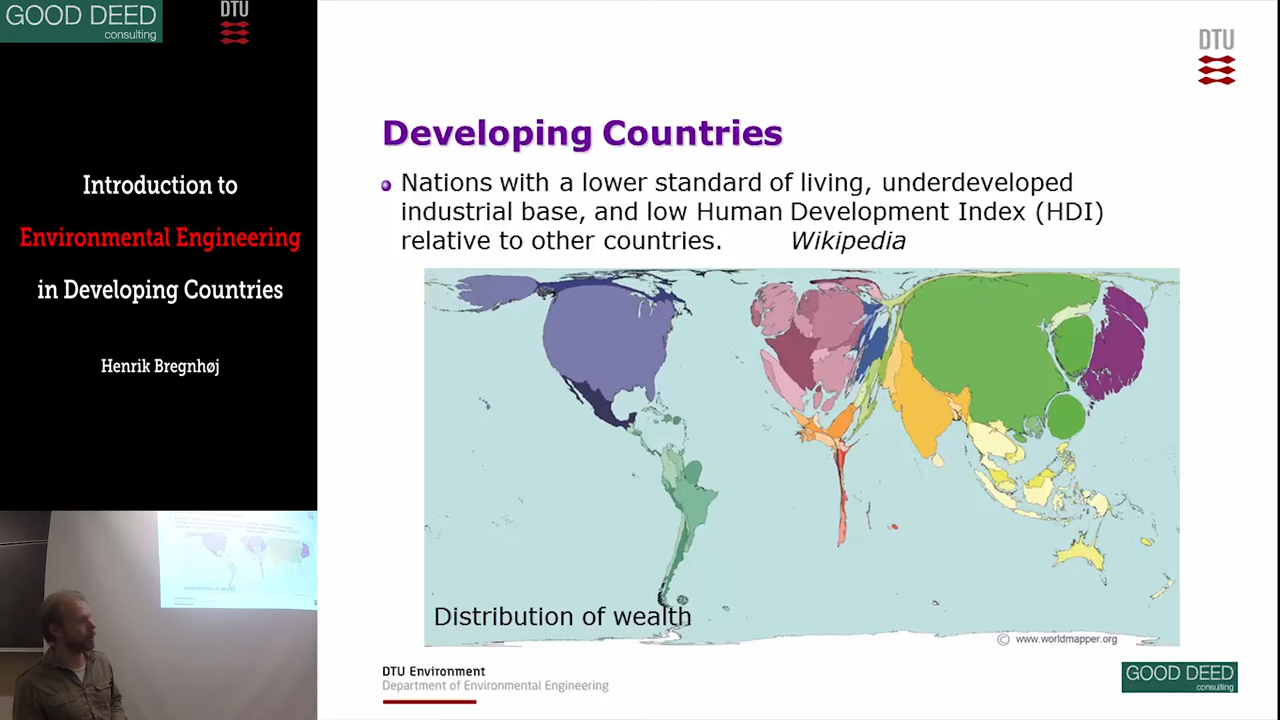 GOOD DEED
consulting
DTU
Introduction to
Environmental Engineering
in Developing Countries
Henrik Bregnhøj
DTU
Developing Countries
Nations with a lower standard of living, underdeveloped
industrial base, and low Human Development Index (HDI)
relative to other countries. Wikipedia
Distribution of wealth
© www.worldmapper.org
DTU Environment
Department of Environmental Engineering
GOOD DEED
consulting